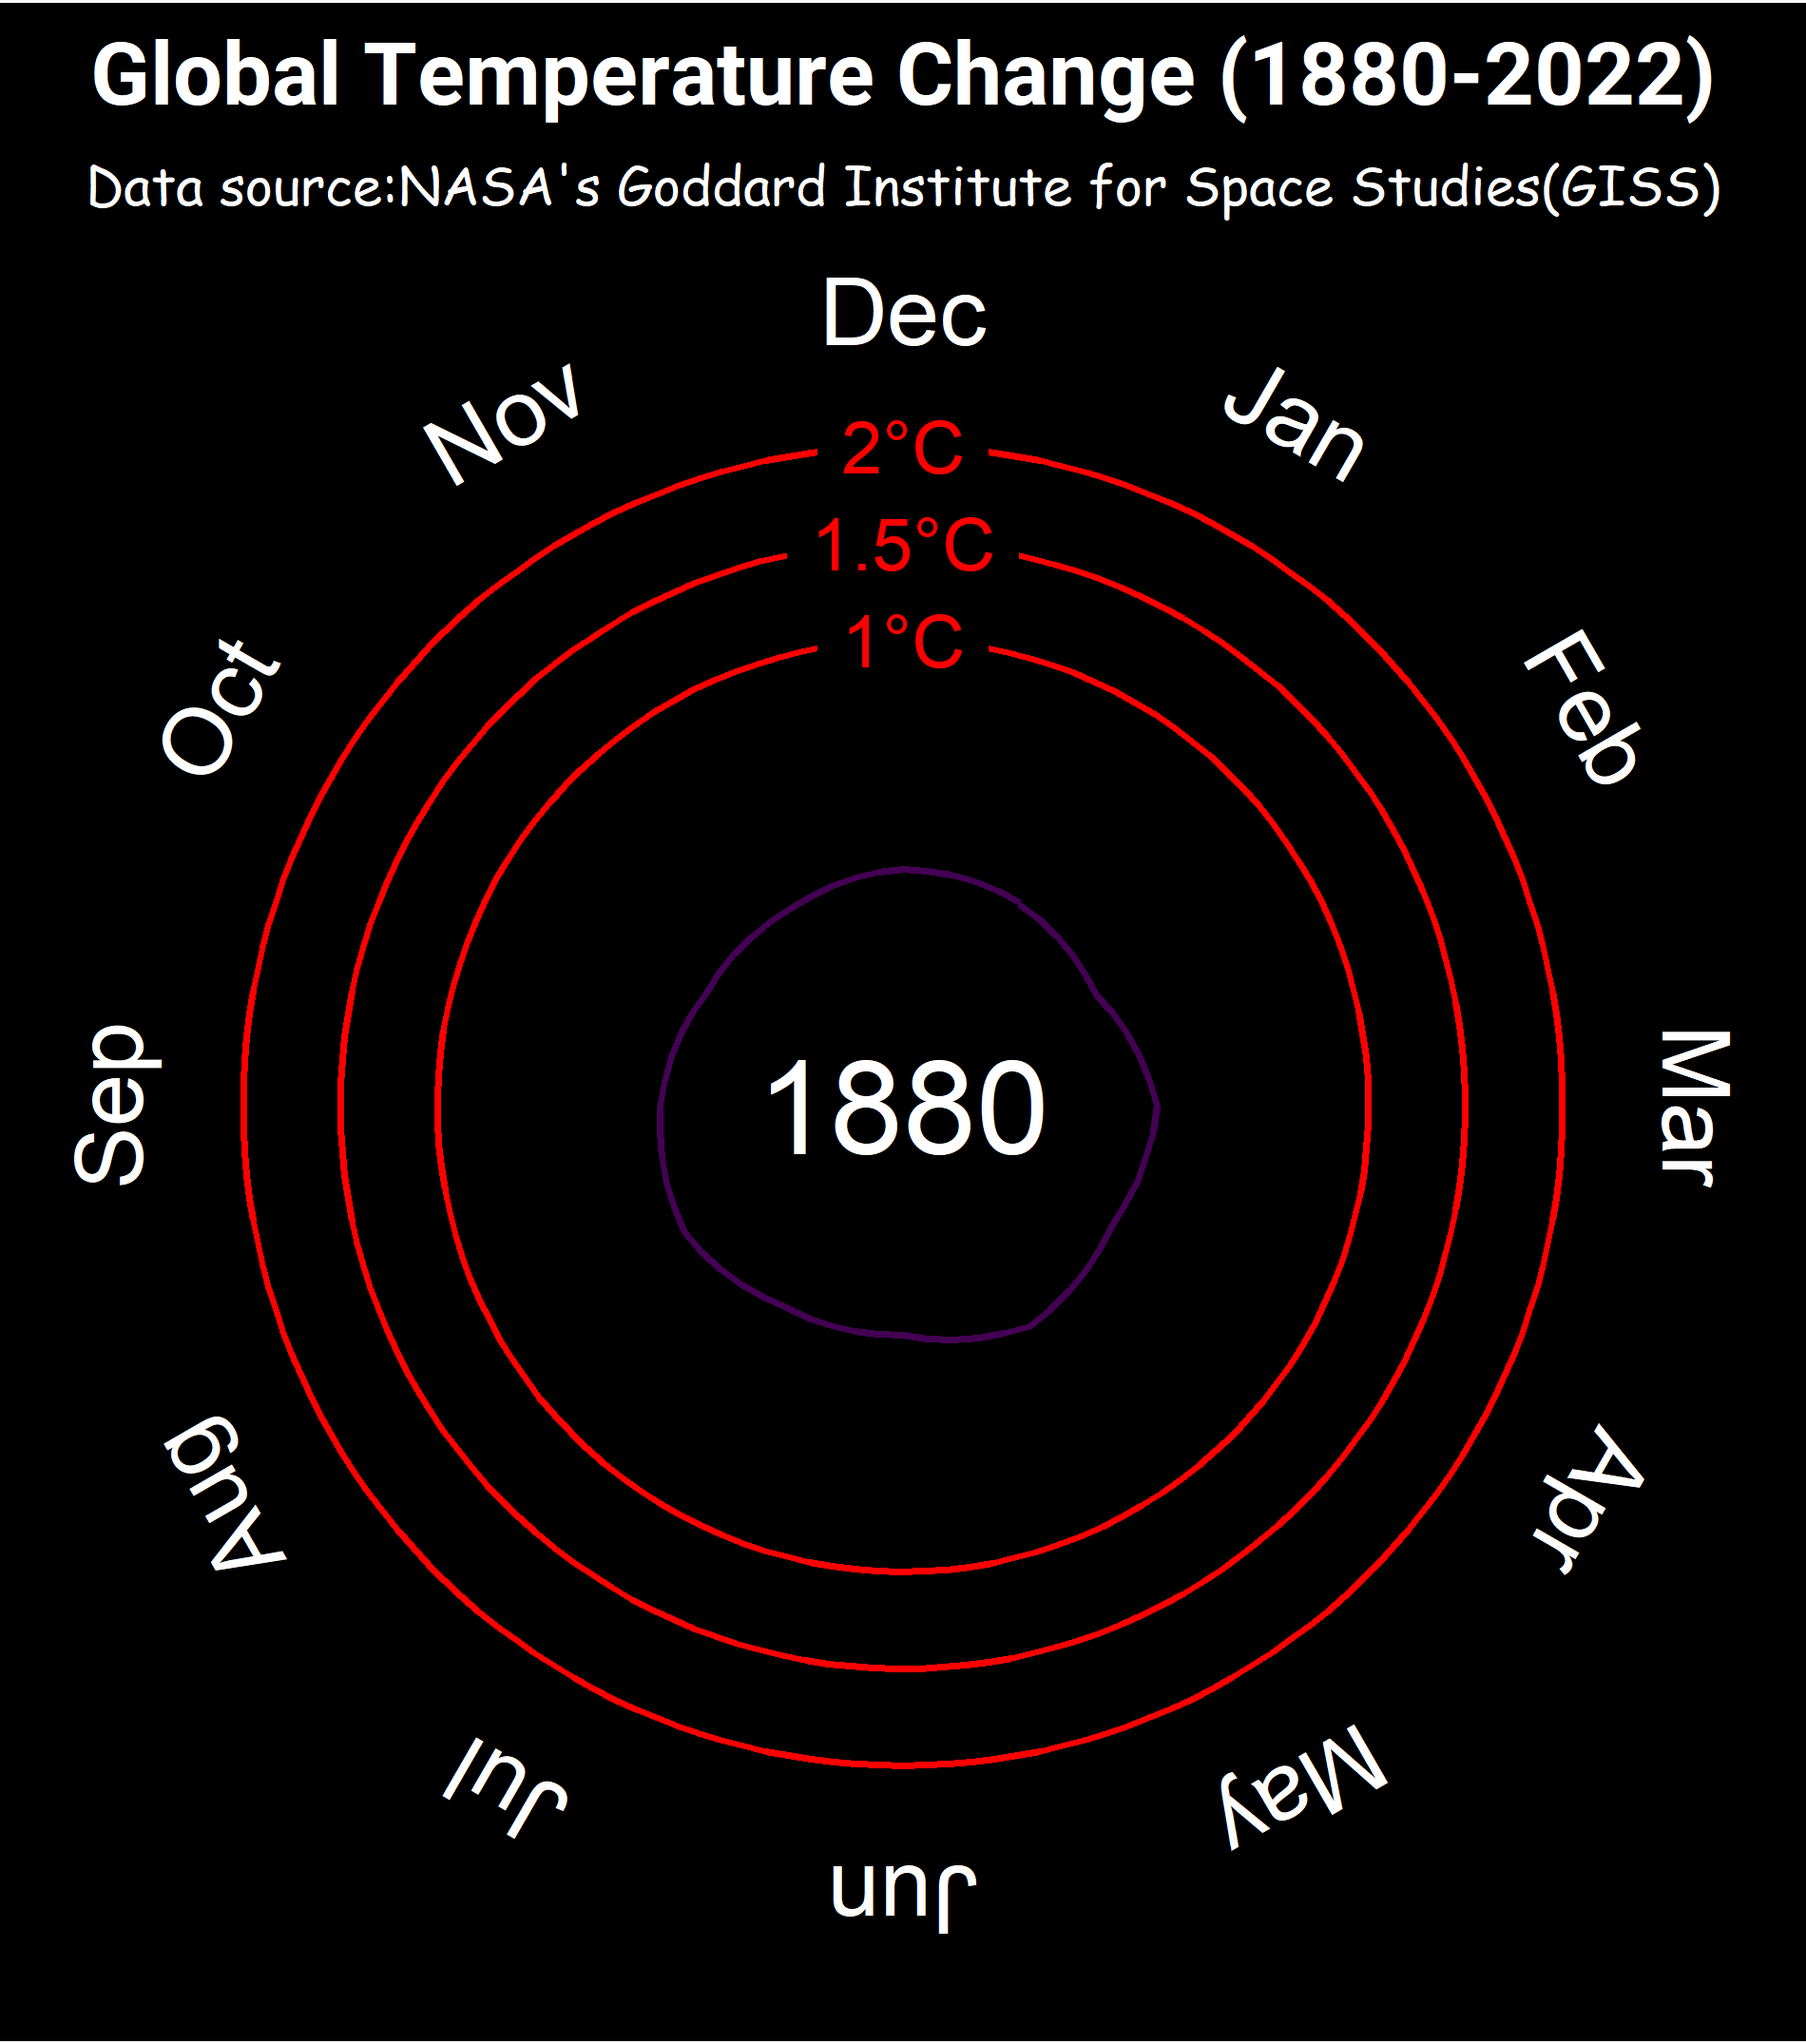 Global Temperature Change (1880-2022)
Data source:NASA's Goddard Institute for Space Studies(GISS)
Dec
Jan
Feb
Mar
Apr
May
Jun
Jul
Aug
Sep
Oct
Nov
2°C
1.5°C
1°C
1880